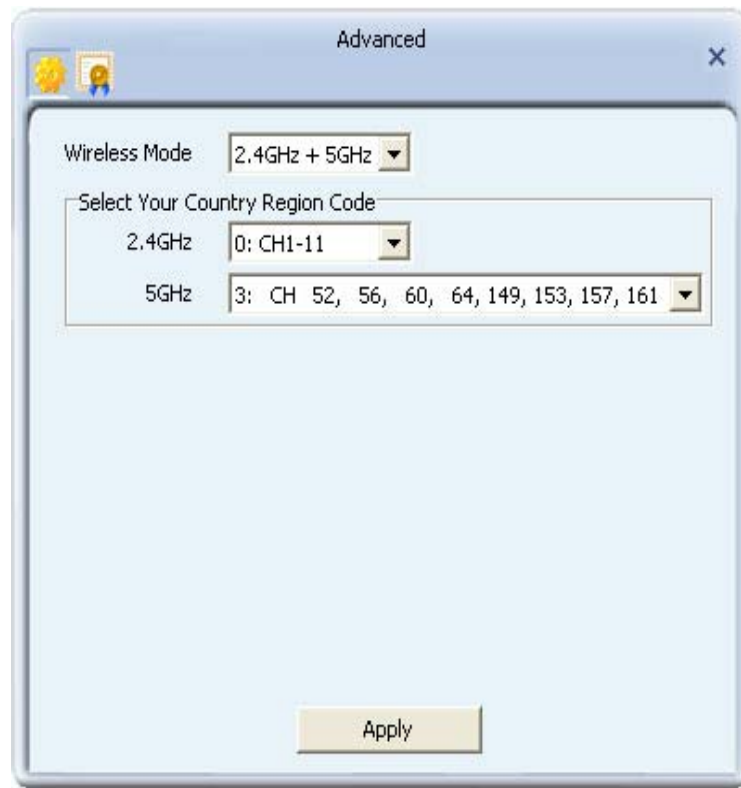 Advanced
Wireless Mode 2.4GHz + 5GHz
Select Your Country Region Code
2.4GHz 0: CH1-11
5GHz 3: CH 52, 56, 60, 64, 149, 153, 157, 161
Apply